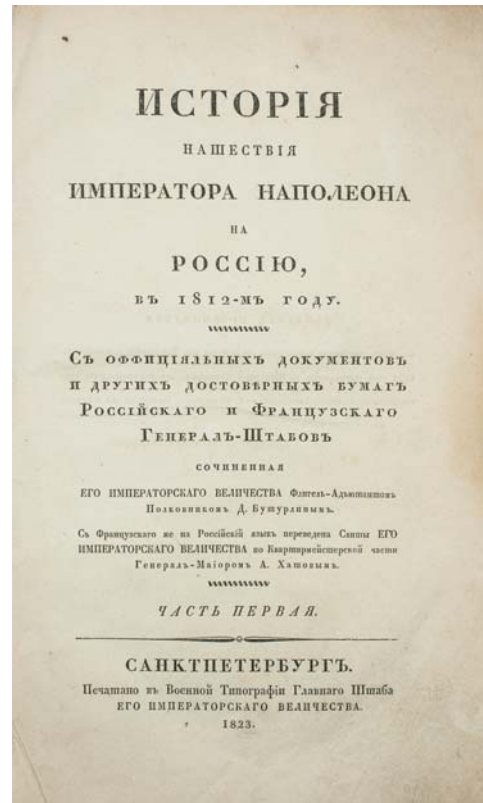 ИСТОРІЯ
НАШЕСТВІЯ
ИМПЕРАТОРА НАПОЛЕОНА
НА
РОССІЮ,
въ 1812-мъ году.
Съ оффиціяльныхъ документовъ
и другихъ достовѣрныхъ бумагъ
Россійскаго и Французскаго
Генералъ-Штабовъ
сочиненная
ЕГО ИМПЕРАТОРСКАГО ВЕЛИЧЕСТВА Флигель-Адъютантомъ
Полковникомъ Д. Бутурлинымъ.
Съ Французскаго же на Россійскій языкъ переведена Свиты ЕГО
ИМПЕРАТОРСКАГО ВЕЛИЧЕСТВА по Квартирмейстерской части
Генералъ-Маіоромъ А. Хатовымъ.
ЧАСТЬ ПЕРВАЯ.
САНКТПЕТЕРБУРГЪ.
Печатано въ Военной Типографіи Главнаго Штаба
ЕГО ИМПЕРАТОРСКАГО ВЕЛИЧЕСТВА.
1823.